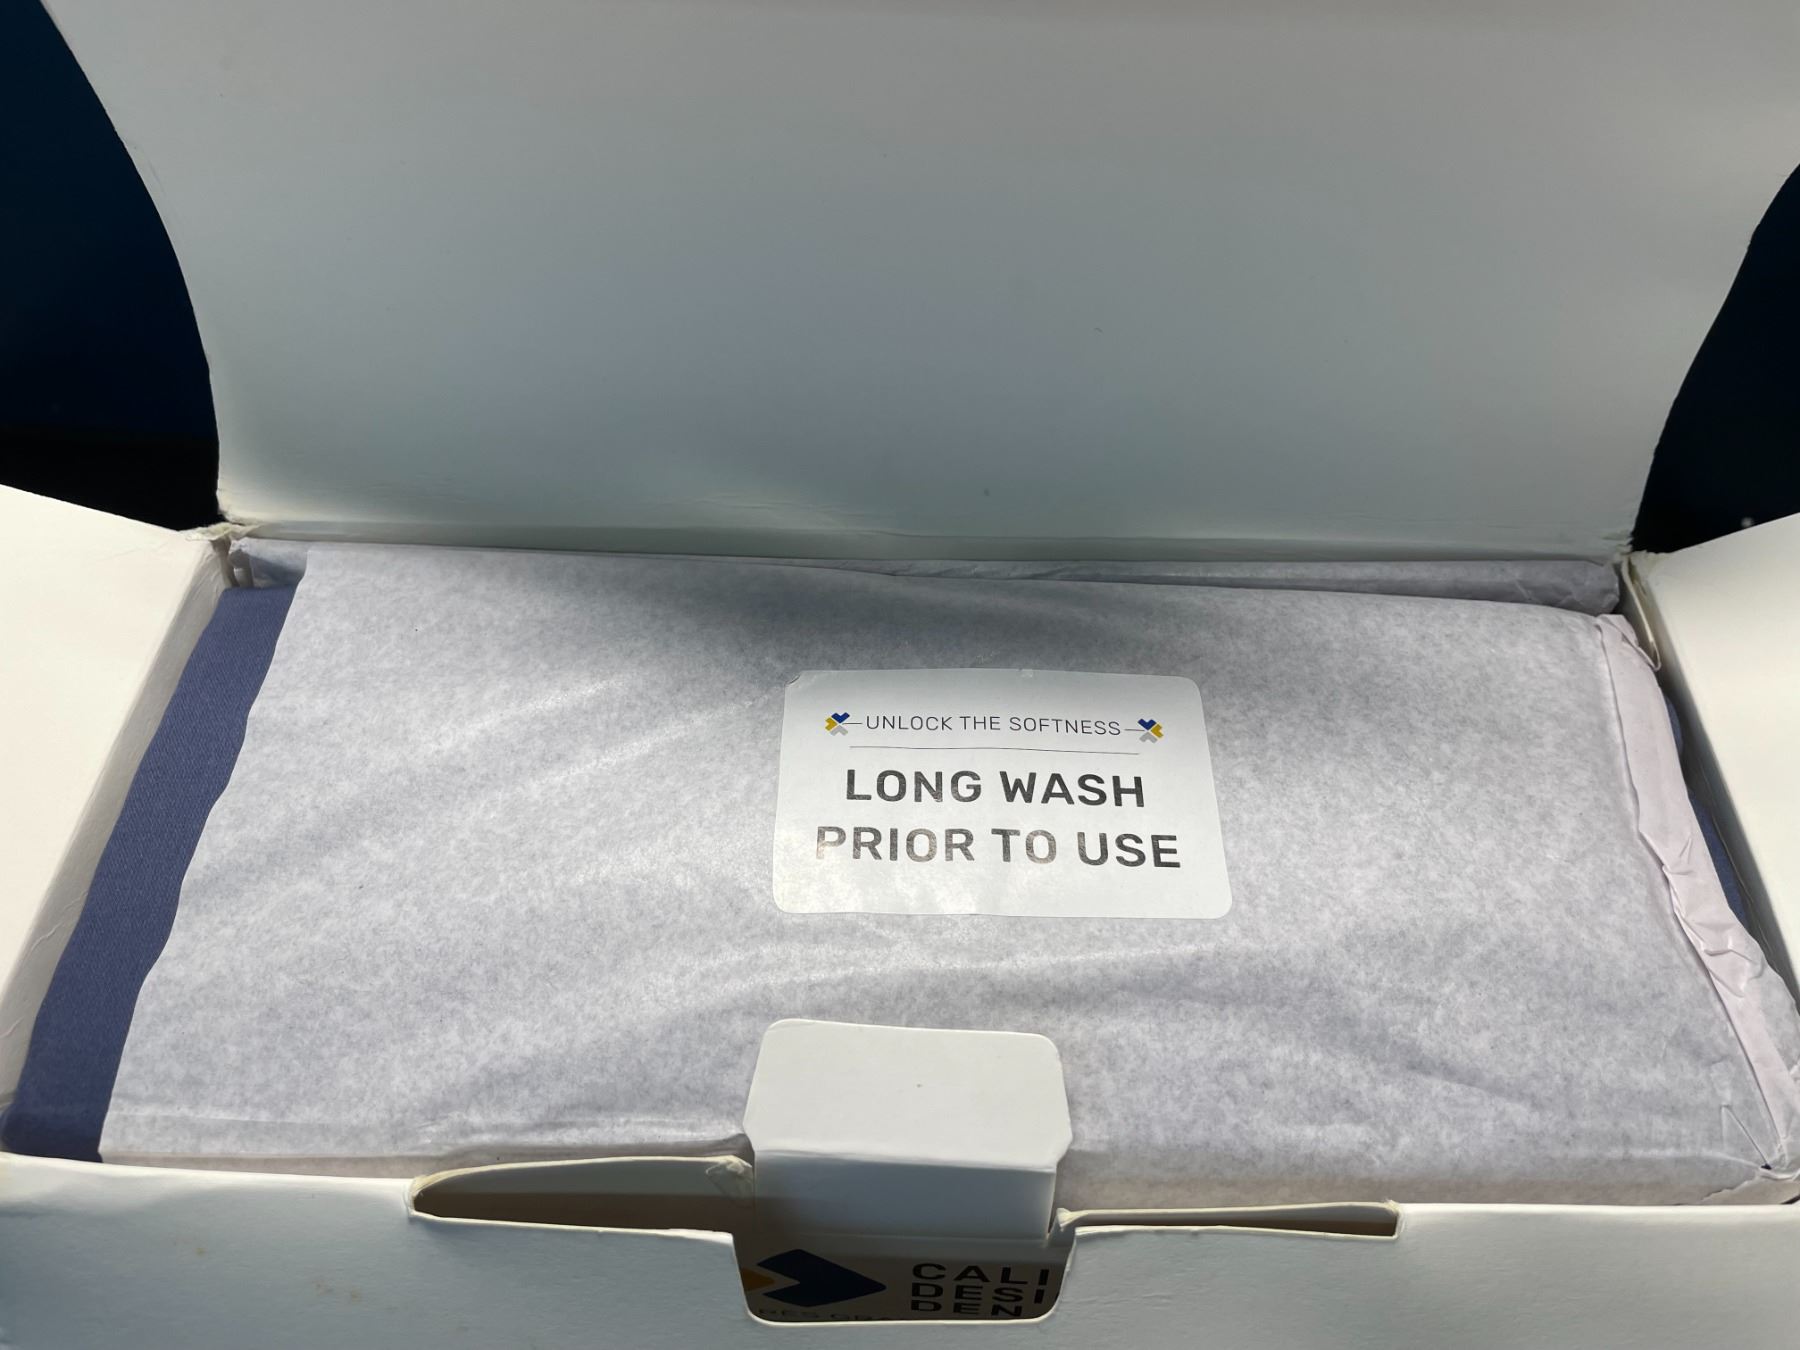 UNLOCK THE SOFTNESS
LONG WASH
PRIOR TO USE
CALI
DESI
DEN